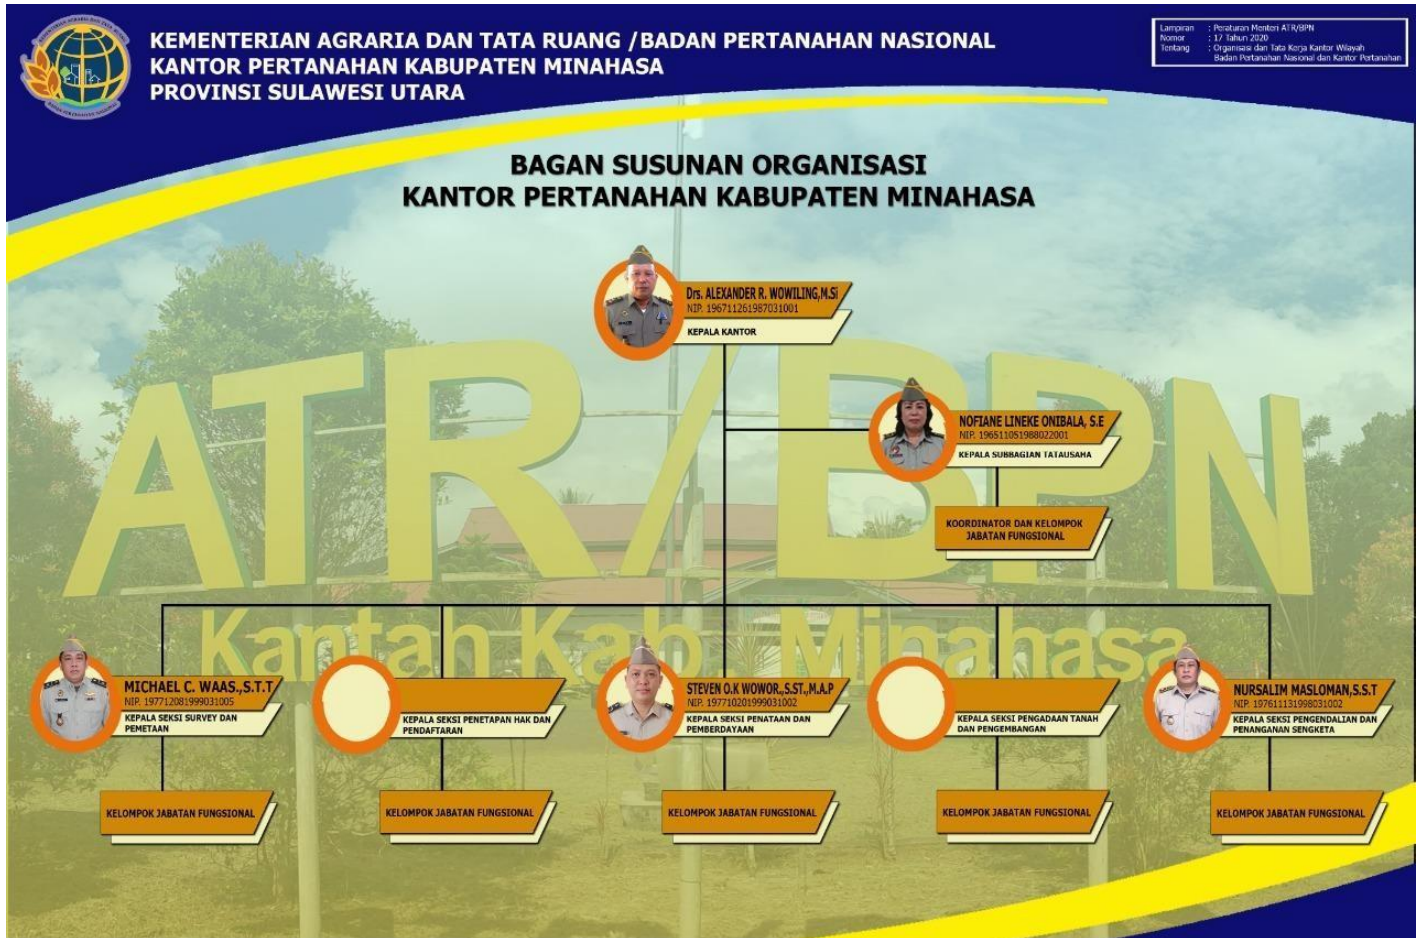 KEMENTERIAN AGRARIA DAN TATA RUANG /BADAN PERTANAHAN NASIONAL
KANTOR PERTANAHAN KABUPATEN MINAHASA
PROVINSI SULAWESI UTARA
Lampiran : Peraturan Menteri ATR/BPN
Nomor : 17 Tahun 2020
Tentang : Organisasi dan Tata Kerja Kantor Wilayah
Badan Pertanahan Nasional dan Kantor Pertanahan
BAGAN SUSUNAN ORGANISASI
KANTOR PERTANAHAN KABUPATEN MINAHASA
Drs. ALEXANDER R. WOWILING,M.Si
NIP. 196711261987031001
KEPALA KANTOR
ATR/BPN
NOFIANE LINEKE ONIBALA, S.E
NIP. 196511051988022001
KEPALA SUBBAGIAN TATAUSAHA
KOORDINATOR DAN KELOMPOK
JABATAN FUNGSIONAL
Kantah Kab. Minahasa
MICHAEL C. WAAS.,S.T.T
NIP. 197712081999031005
KEPALA SEKSI SURVEY DAN
PEMETAAN
KEPALA SEKSI PENETAPAN HAK DAN
PENDAFTARAN
STEVEN O.K WOWOR.,S.ST.,M.A.P
NIP. 197710201999031002
KEPALA SEKSI PENATAAN DAN
PEMBERDAYAAN
KEPALA SEKSI PENGADAAN TANAH
DAN PENGEMBANGAN
NURSALIM MASLOMAN,S.S.T
NIP. 197611131998031002
KEPALA SEKSI PENGENDALIAN DAN
PENANGANAN SENGKETA
KELOMPOK JABATAN FUNGSIONAL
KELOMPOK JABATAN FUNGSIONAL
KELOMPOK JABATAN FUNGSIONAL
KELOMPOK JABATAN FUNGSIONAL
KELOMPOK JABATAN FUNGSIONAL